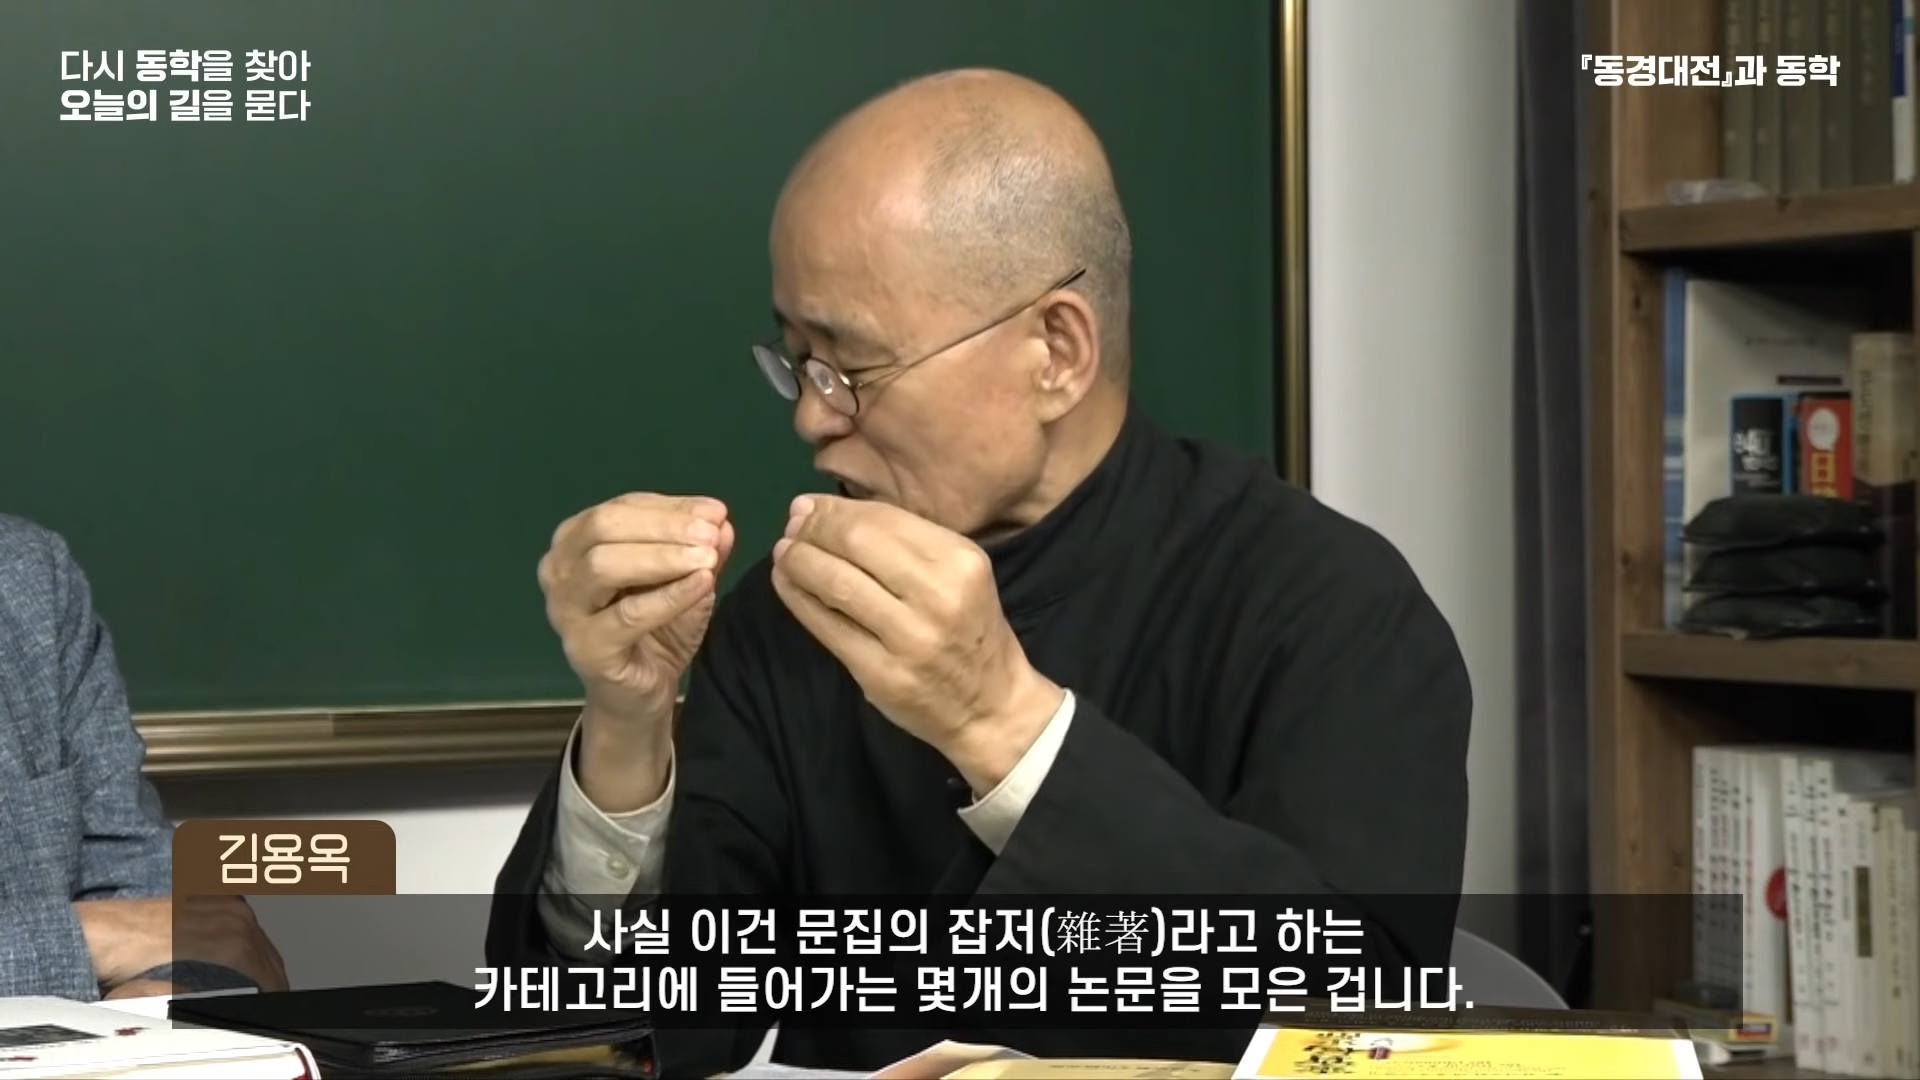 다시 동학을 찾아
오늘의 길을 묻다
『동경대전』과 동학
김용옥
사실 이건 문집의 잡저(雜著)라고 하는
카테고리에 들어가는 몇개의 논문을 모은 겁니다.